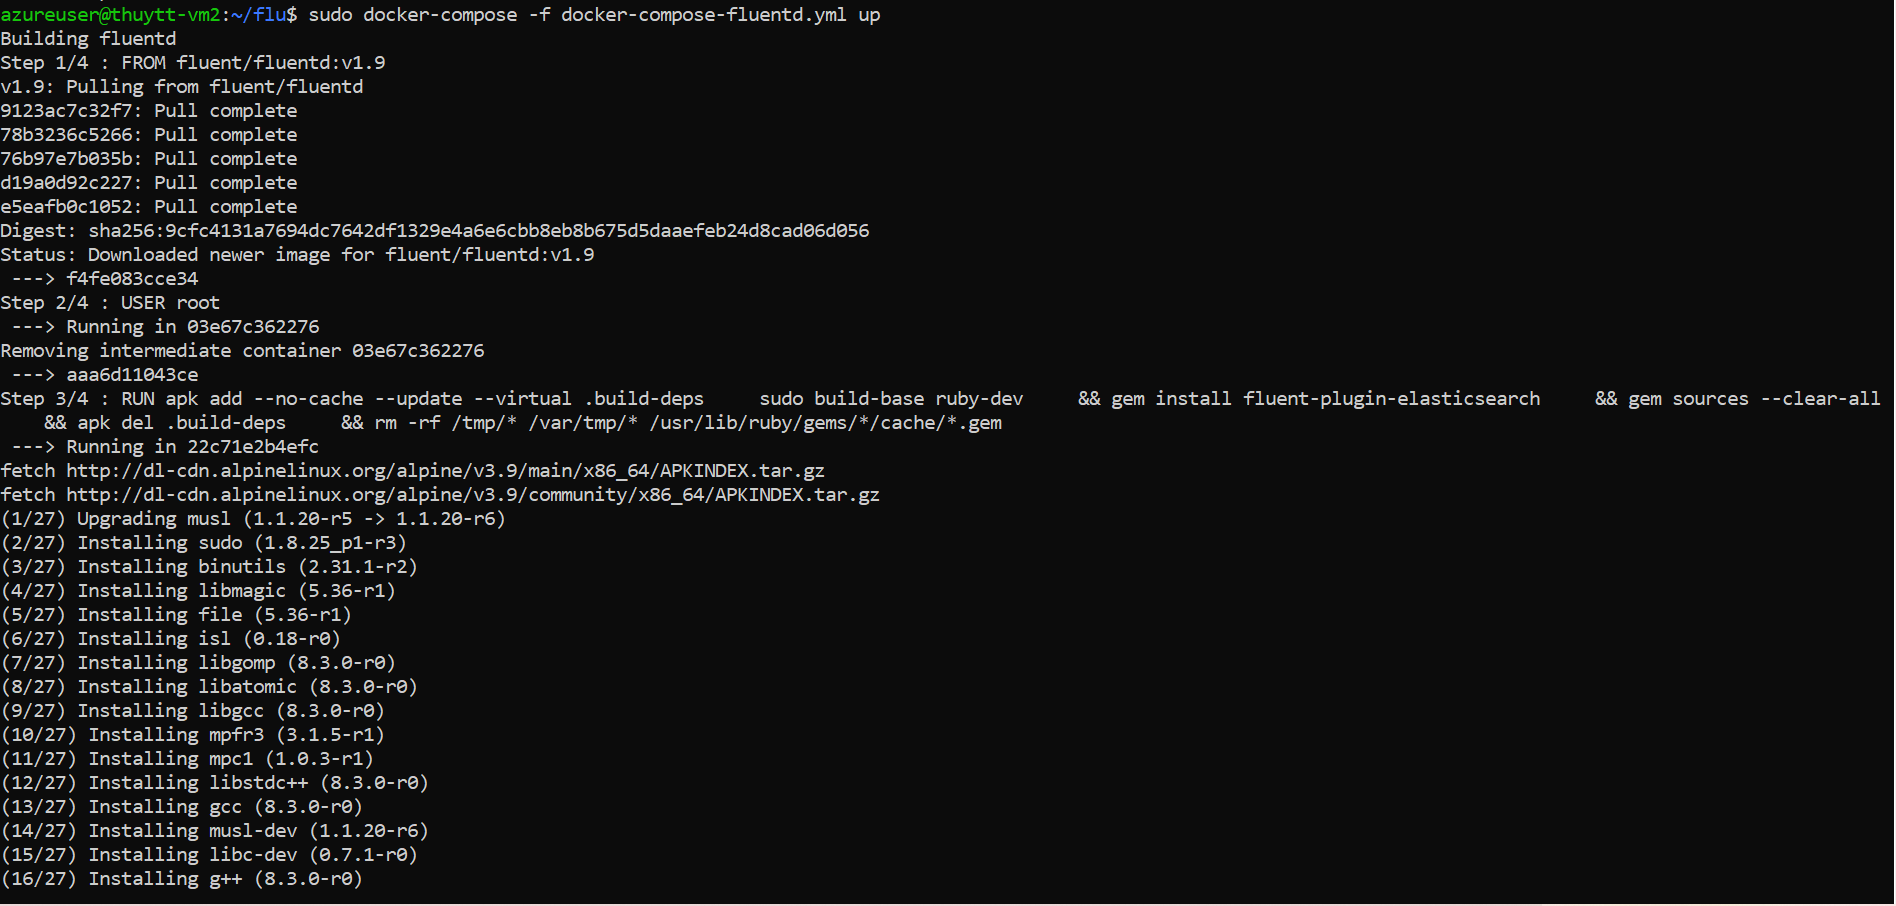 azureuser@thuytt-vm2:~/flu$ sudo docker-compose -f docker-compose-fluentd.yml up
Building fluentd
Step 1/4 : FROM fluent/fluentd:v1.9
v1.9: Pulling from fluent/fluentd
9123ac7c32f7: Pull complete
78b3236c5266: Pull complete
76b97e7b035b: Pull complete
d19a0d92c227: Pull complete
e5eafb0c1052: Pull complete
Digest: sha256:9cfc4131a7694dc7642df1329e4a6e6cbb8eb8b675d5daaefeb24d8cad06d056
Status: Downloaded newer image for fluent/fluentd:v1.9
 ---> f4fe083cce34
Step 2/4 : USER root
 ---> Running in 03e67c362276
Removing intermediate container 03e67c362276
 ---> aaa6d11043ce
Step 3/4 : RUN apk add --no-cache --update --virtual .build-deps     sudo build-base ruby-dev     && gem install fluent-plugin-elasticsearch     && gem sources --clear-all
    && apk del .build-deps     && rm -rf /tmp/* /var/tmp/* /usr/lib/ruby/gems/*/cache/*.gem
 ---> Running in 22c71e2b4efc
fetch http://dl-cdn.alpinelinux.org/alpine/v3.9/main/x86_64/APKINDEX.tar.gz
fetch http://dl-cdn.alpinelinux.org/alpine/v3.9/community/x86_64/APKINDEX.tar.gz
(1/27) Upgrading musl (1.1.20-r5 -> 1.1.20-r6)
(2/27) Installing sudo (1.8.25_p1-r3)
(3/27) Installing binutils (2.31.1-r2)
(4/27) Installing libmagic (5.36-r1)
(5/27) Installing file (5.36-r1)
(6/27) Installing isl (0.18-r0)
(7/27) Installing libgomp (8.3.0-r0)
(8/27) Installing libatomic (8.3.0-r0)
(9/27) Installing libgcc (8.3.0-r0)
(10/27) Installing mpfr3 (3.1.5-r1)
(11/27) Installing mpc1 (1.0.3-r1)
(12/27) Installing libstdc++ (8.3.0-r0)
(13/27) Installing gcc (8.3.0-r0)
(14/27) Installing musl-dev (1.1.20-r6)
(15/27) Installing libc-dev (0.7.1-r0)
(16/27) Installing g++ (8.3.0-r0)